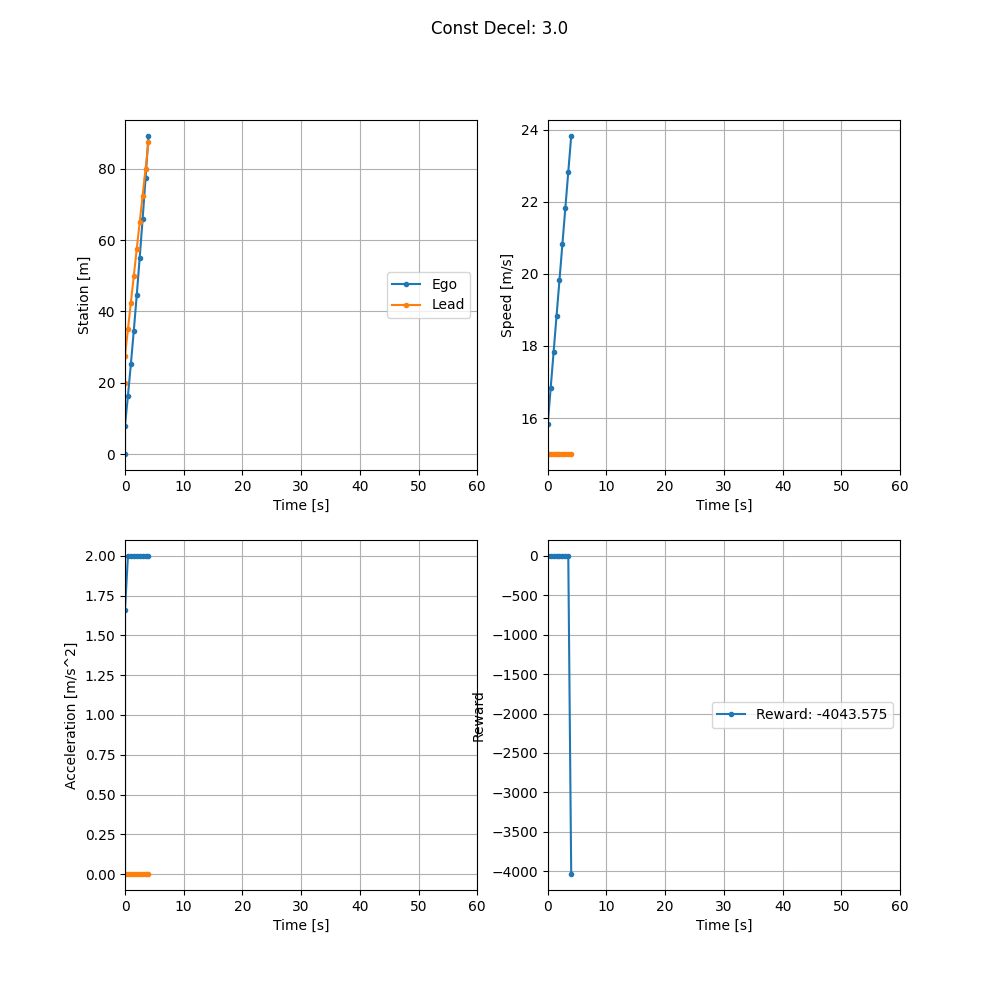 Const Decel: 3.0
Station [m]
80
60
40
20
0
Ego
Lead
0 10 20 30 40 50 60
Time [s]
Speed [m/s]
24
22
20
18
16
0 10 20 30 40 50 60
Time [s]
Acceleration [m/s^2]
2.00
1.75
1.50
1.25
1.00
0.75
0.50
0.25
0.00
0 10 20 30 40 50 60
Time [s]
Reward
0
−500
−1000
−1500
−2000
−2500
−3000
−3500
−4000
Reward: -4043.575
0 10 20 30 40 50 60
Time [s]